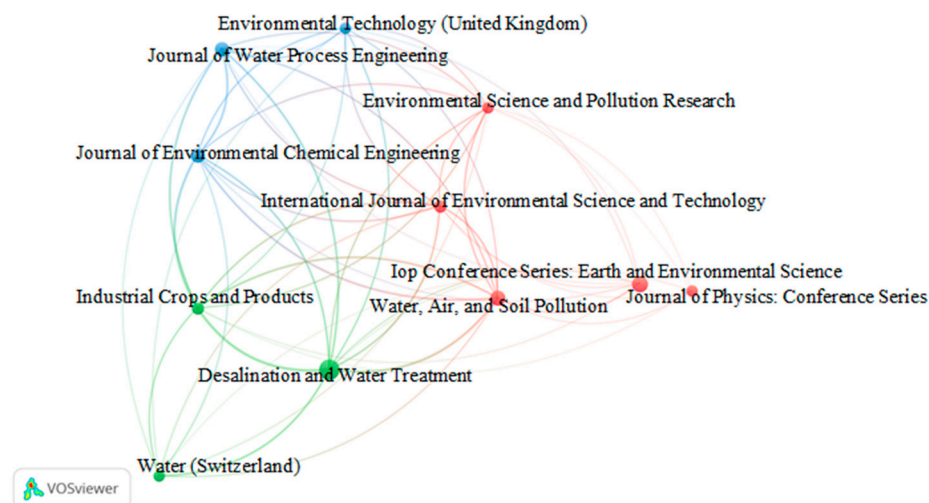 Environmental Technology (United Kingdom)
Journal of Water Process Engineering
Environmental Science and Pollution Research
Journal of Environmental Chemical Engineering
International Journal of Environmental Science and Technology
Iop Conference Series: Earth and Environmental Science
Industrial Crops and Products
Journal of Physics: Conference Series
Water, Air, and Soil Pollution
Desalination and Water Treatment
Water (Switzerland)
VOSviewer